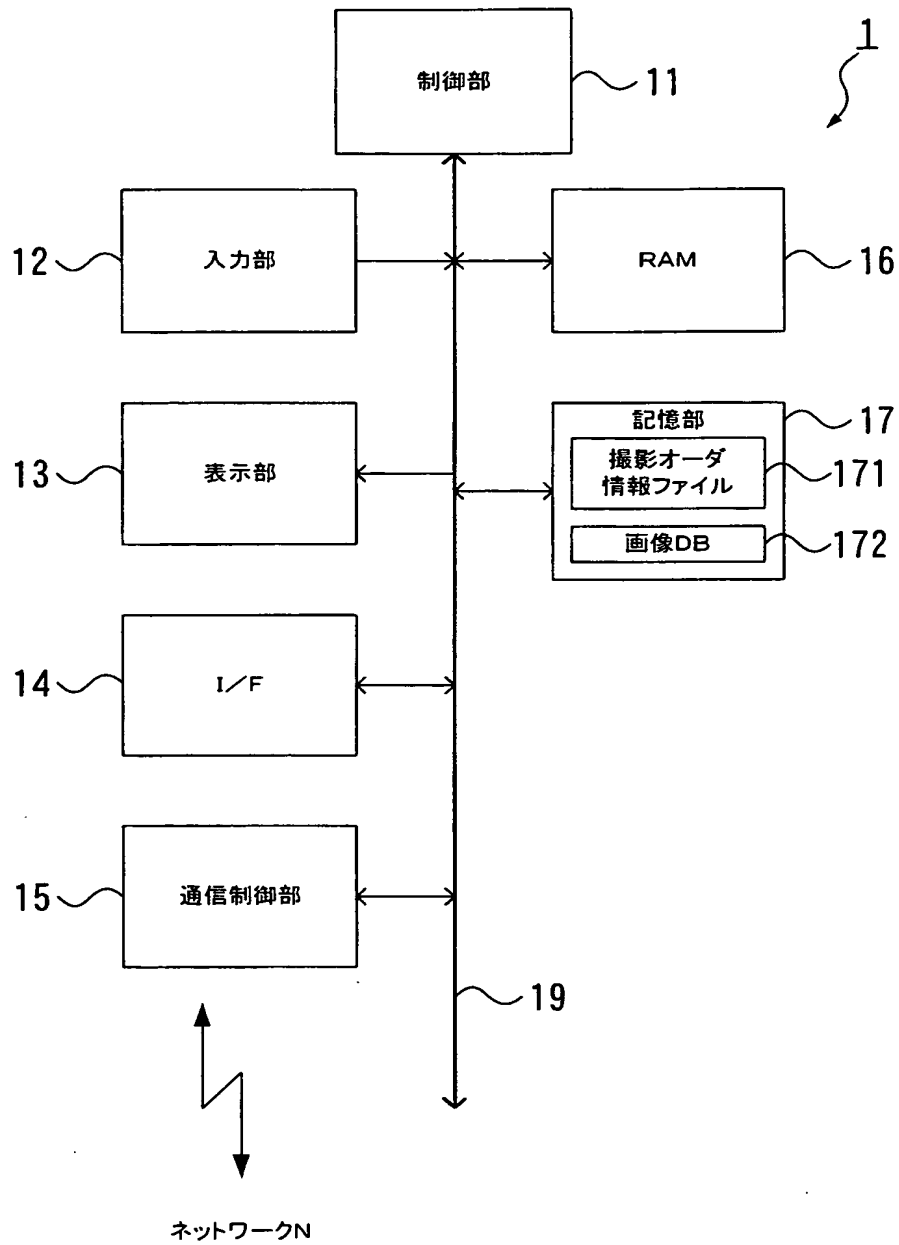 1
制御部
11
12
入力部
RAM
16
13
表示部
記憶部
17
撮影オーダ
情報ファイル
171
画像DB
172
14
I/F
15
通信制御部
19
ネットワークN